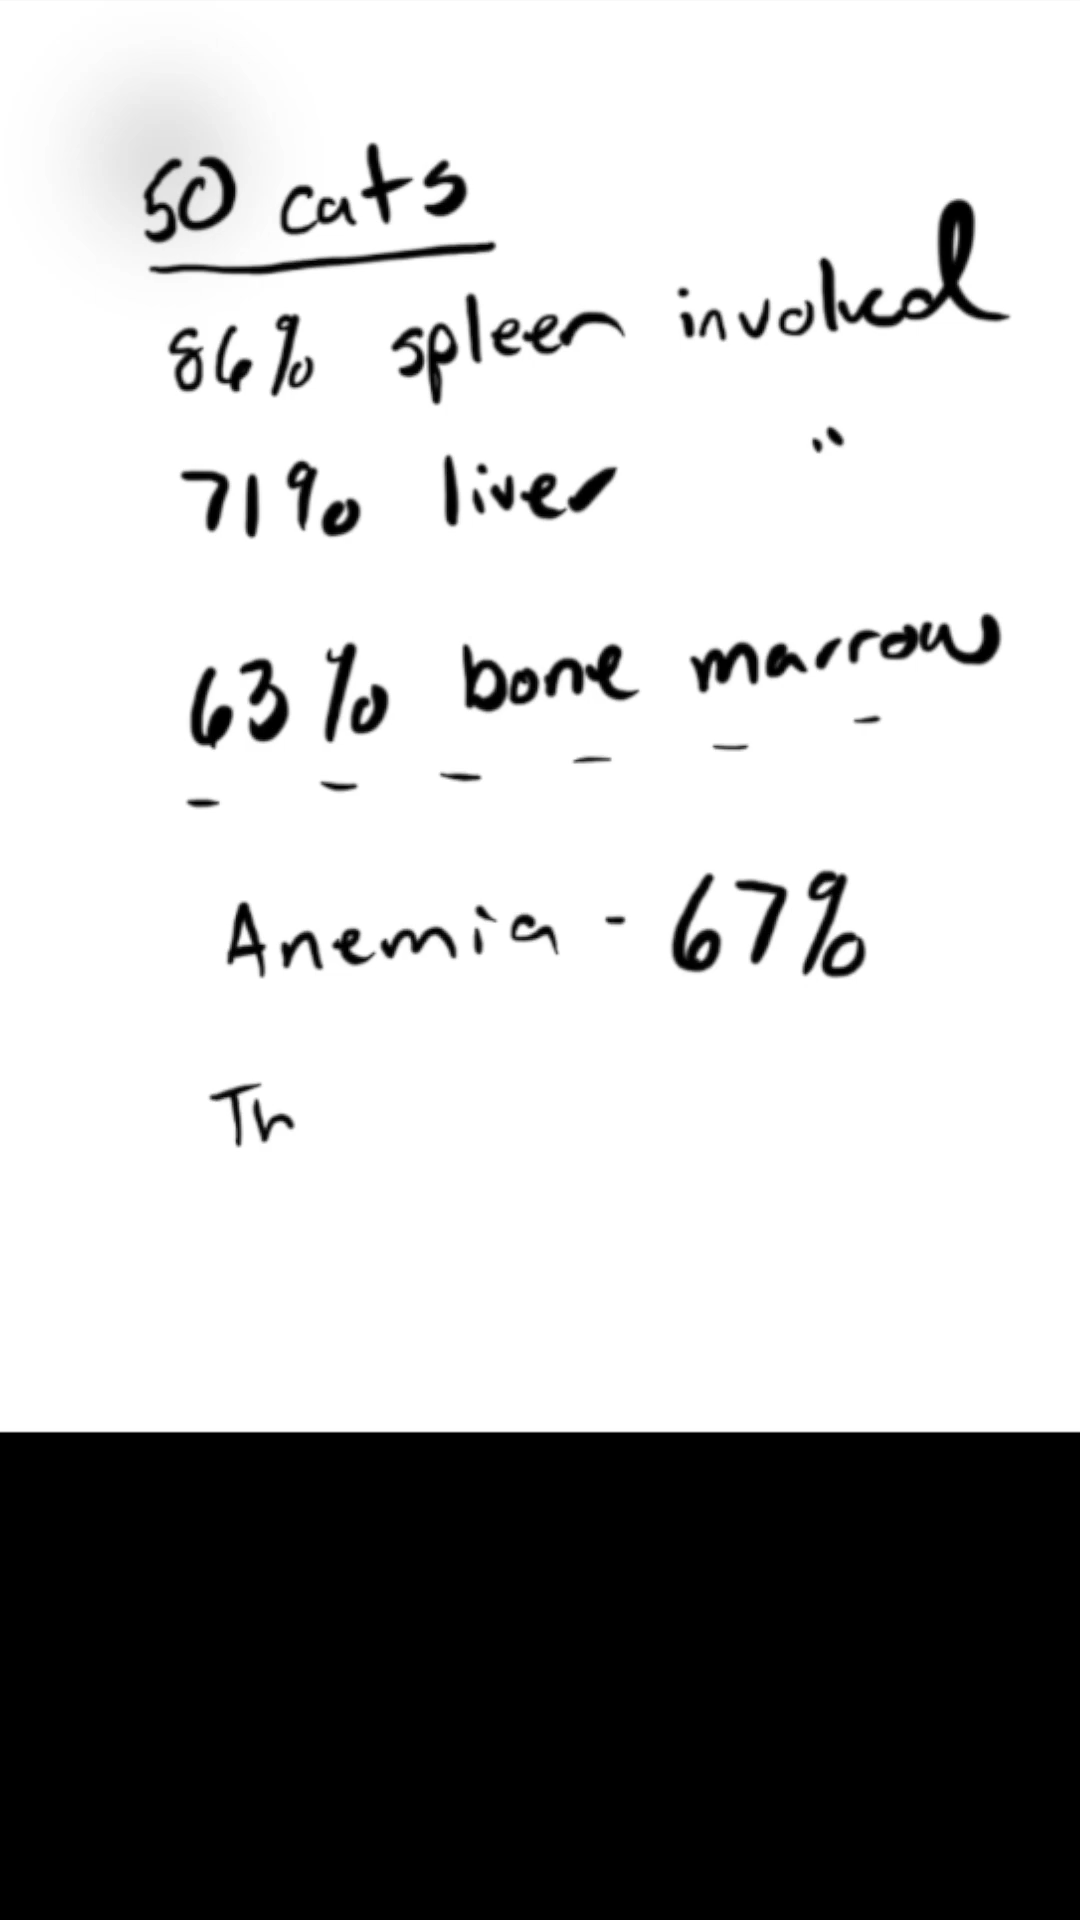 50 cats
86% spleen involved
71% liver "
63% bone marrow
- - - - - -
Anemia - 67%
Th